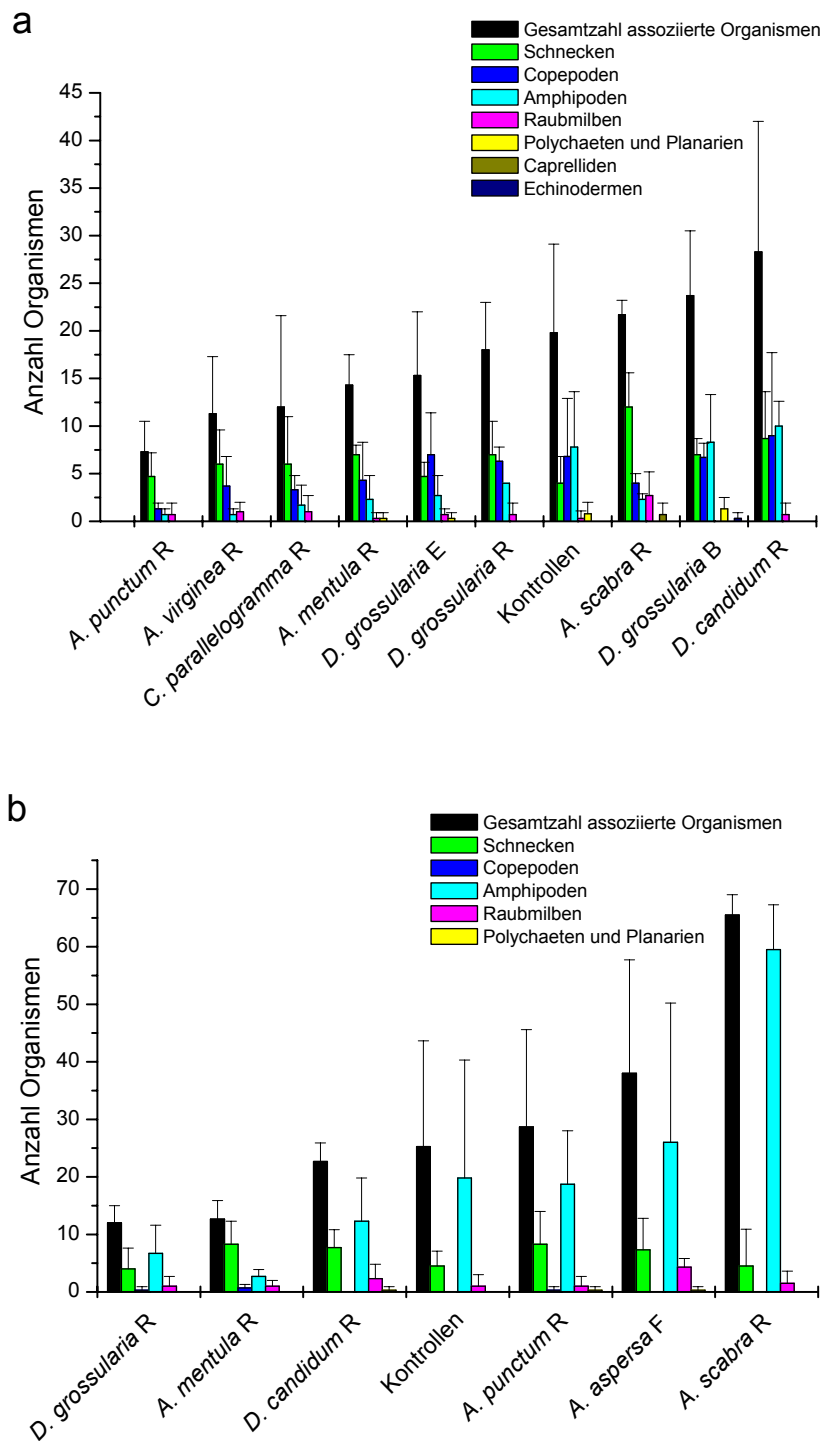 a
Gesamtzahl assoziierte Organismen
Schnecken
Copepoden
Amphipoden
Raubmilben
Polychaeten und Planarien
Caprelliden
Echinodermen
45
40
35
30
25
20
15
10
5
0
Anzahl Organismen
A. punctum R
A. virginea R
C. parallelogramma R
A. mentula R
D. grossularia E
D. grossularia R
Kontrollen
A. scabra R
D. grossularia B
D. candidum R
b
Gesamtzahl assoziierte Organismen
Schnecken
Copepoden
Amphipoden
Raubmilben
Polychaeten und Planarien
70
60
50
40
30
20
10
0
Anzahl Organismen
D. grossularia R
A. mentula R
D. candidum R
Kontrollen
A. punctum R
A. aspersa F
A. scabra R